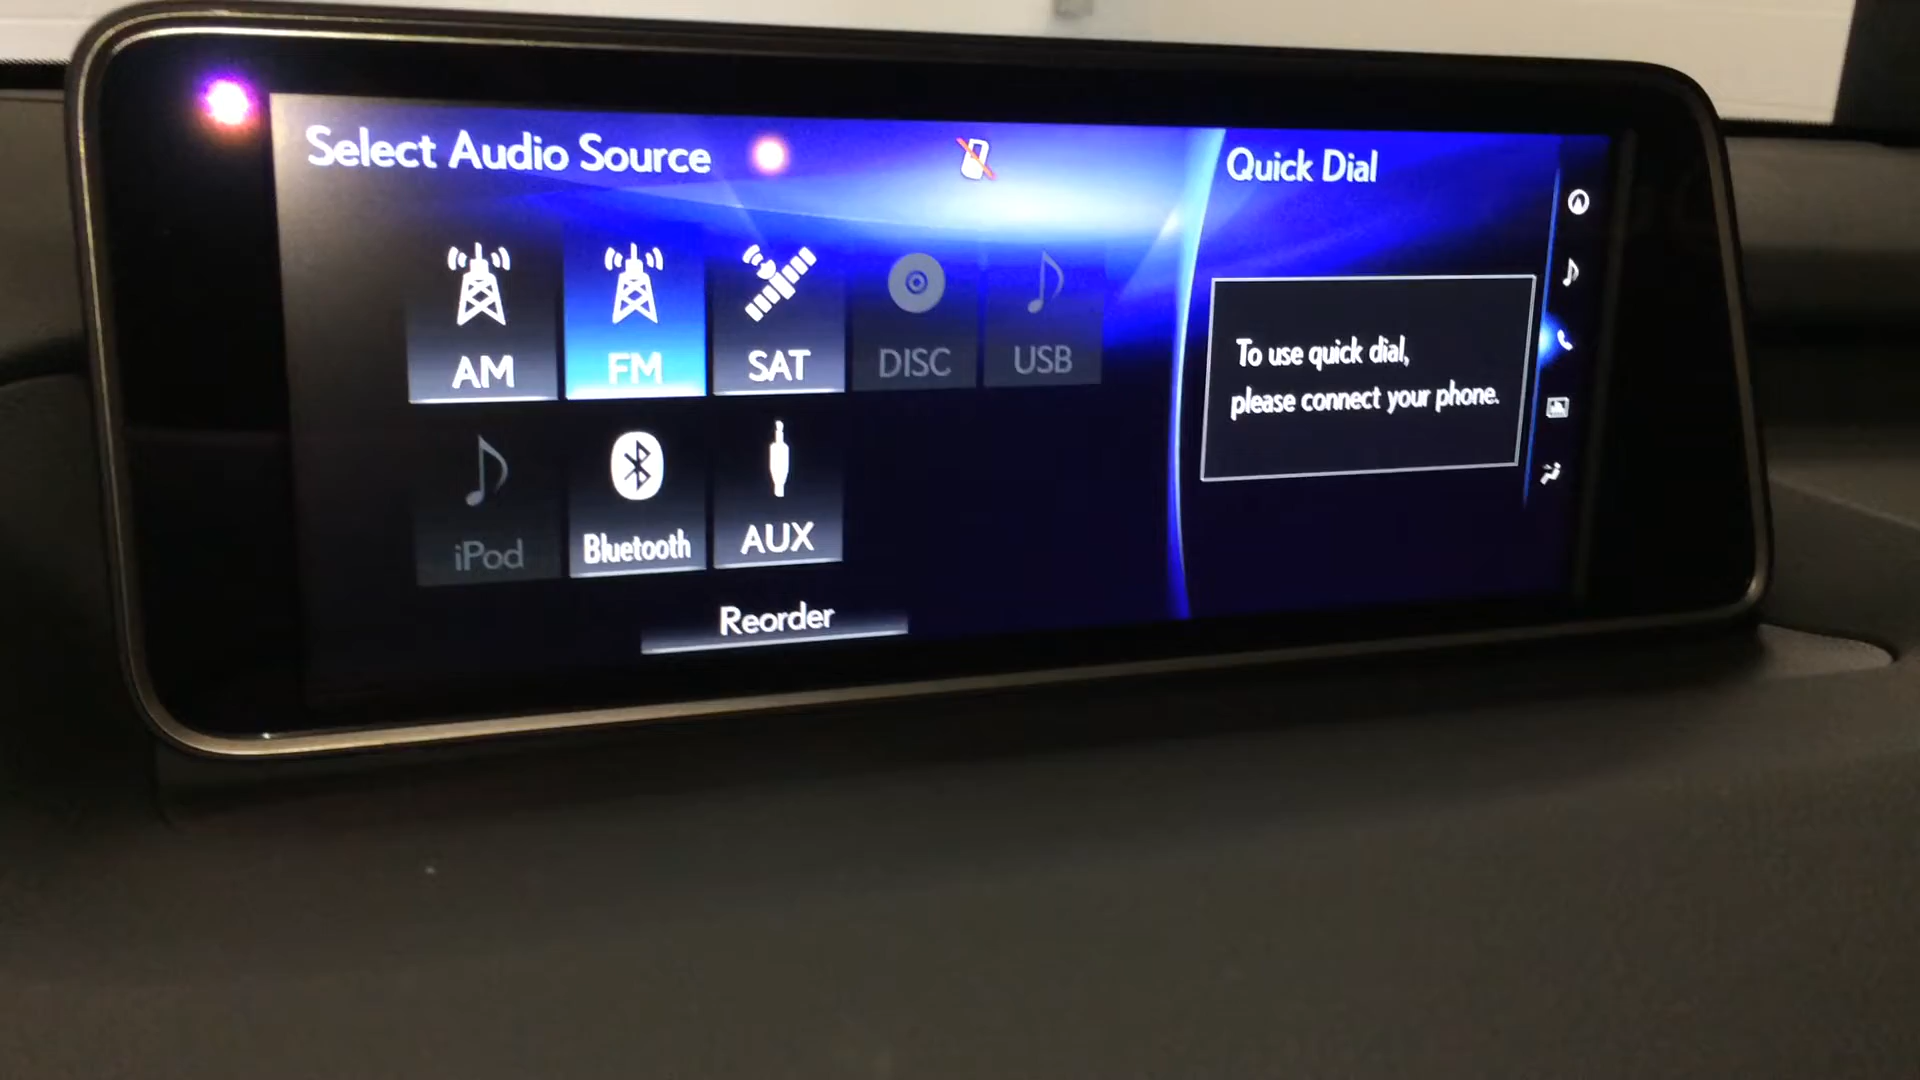 Select Audio Source
Quick Dial
AM
FM
SAT
DISC
USB
To use quick dial,
please connect your phone.
iPod
Bluetooth
AUX
Reorder